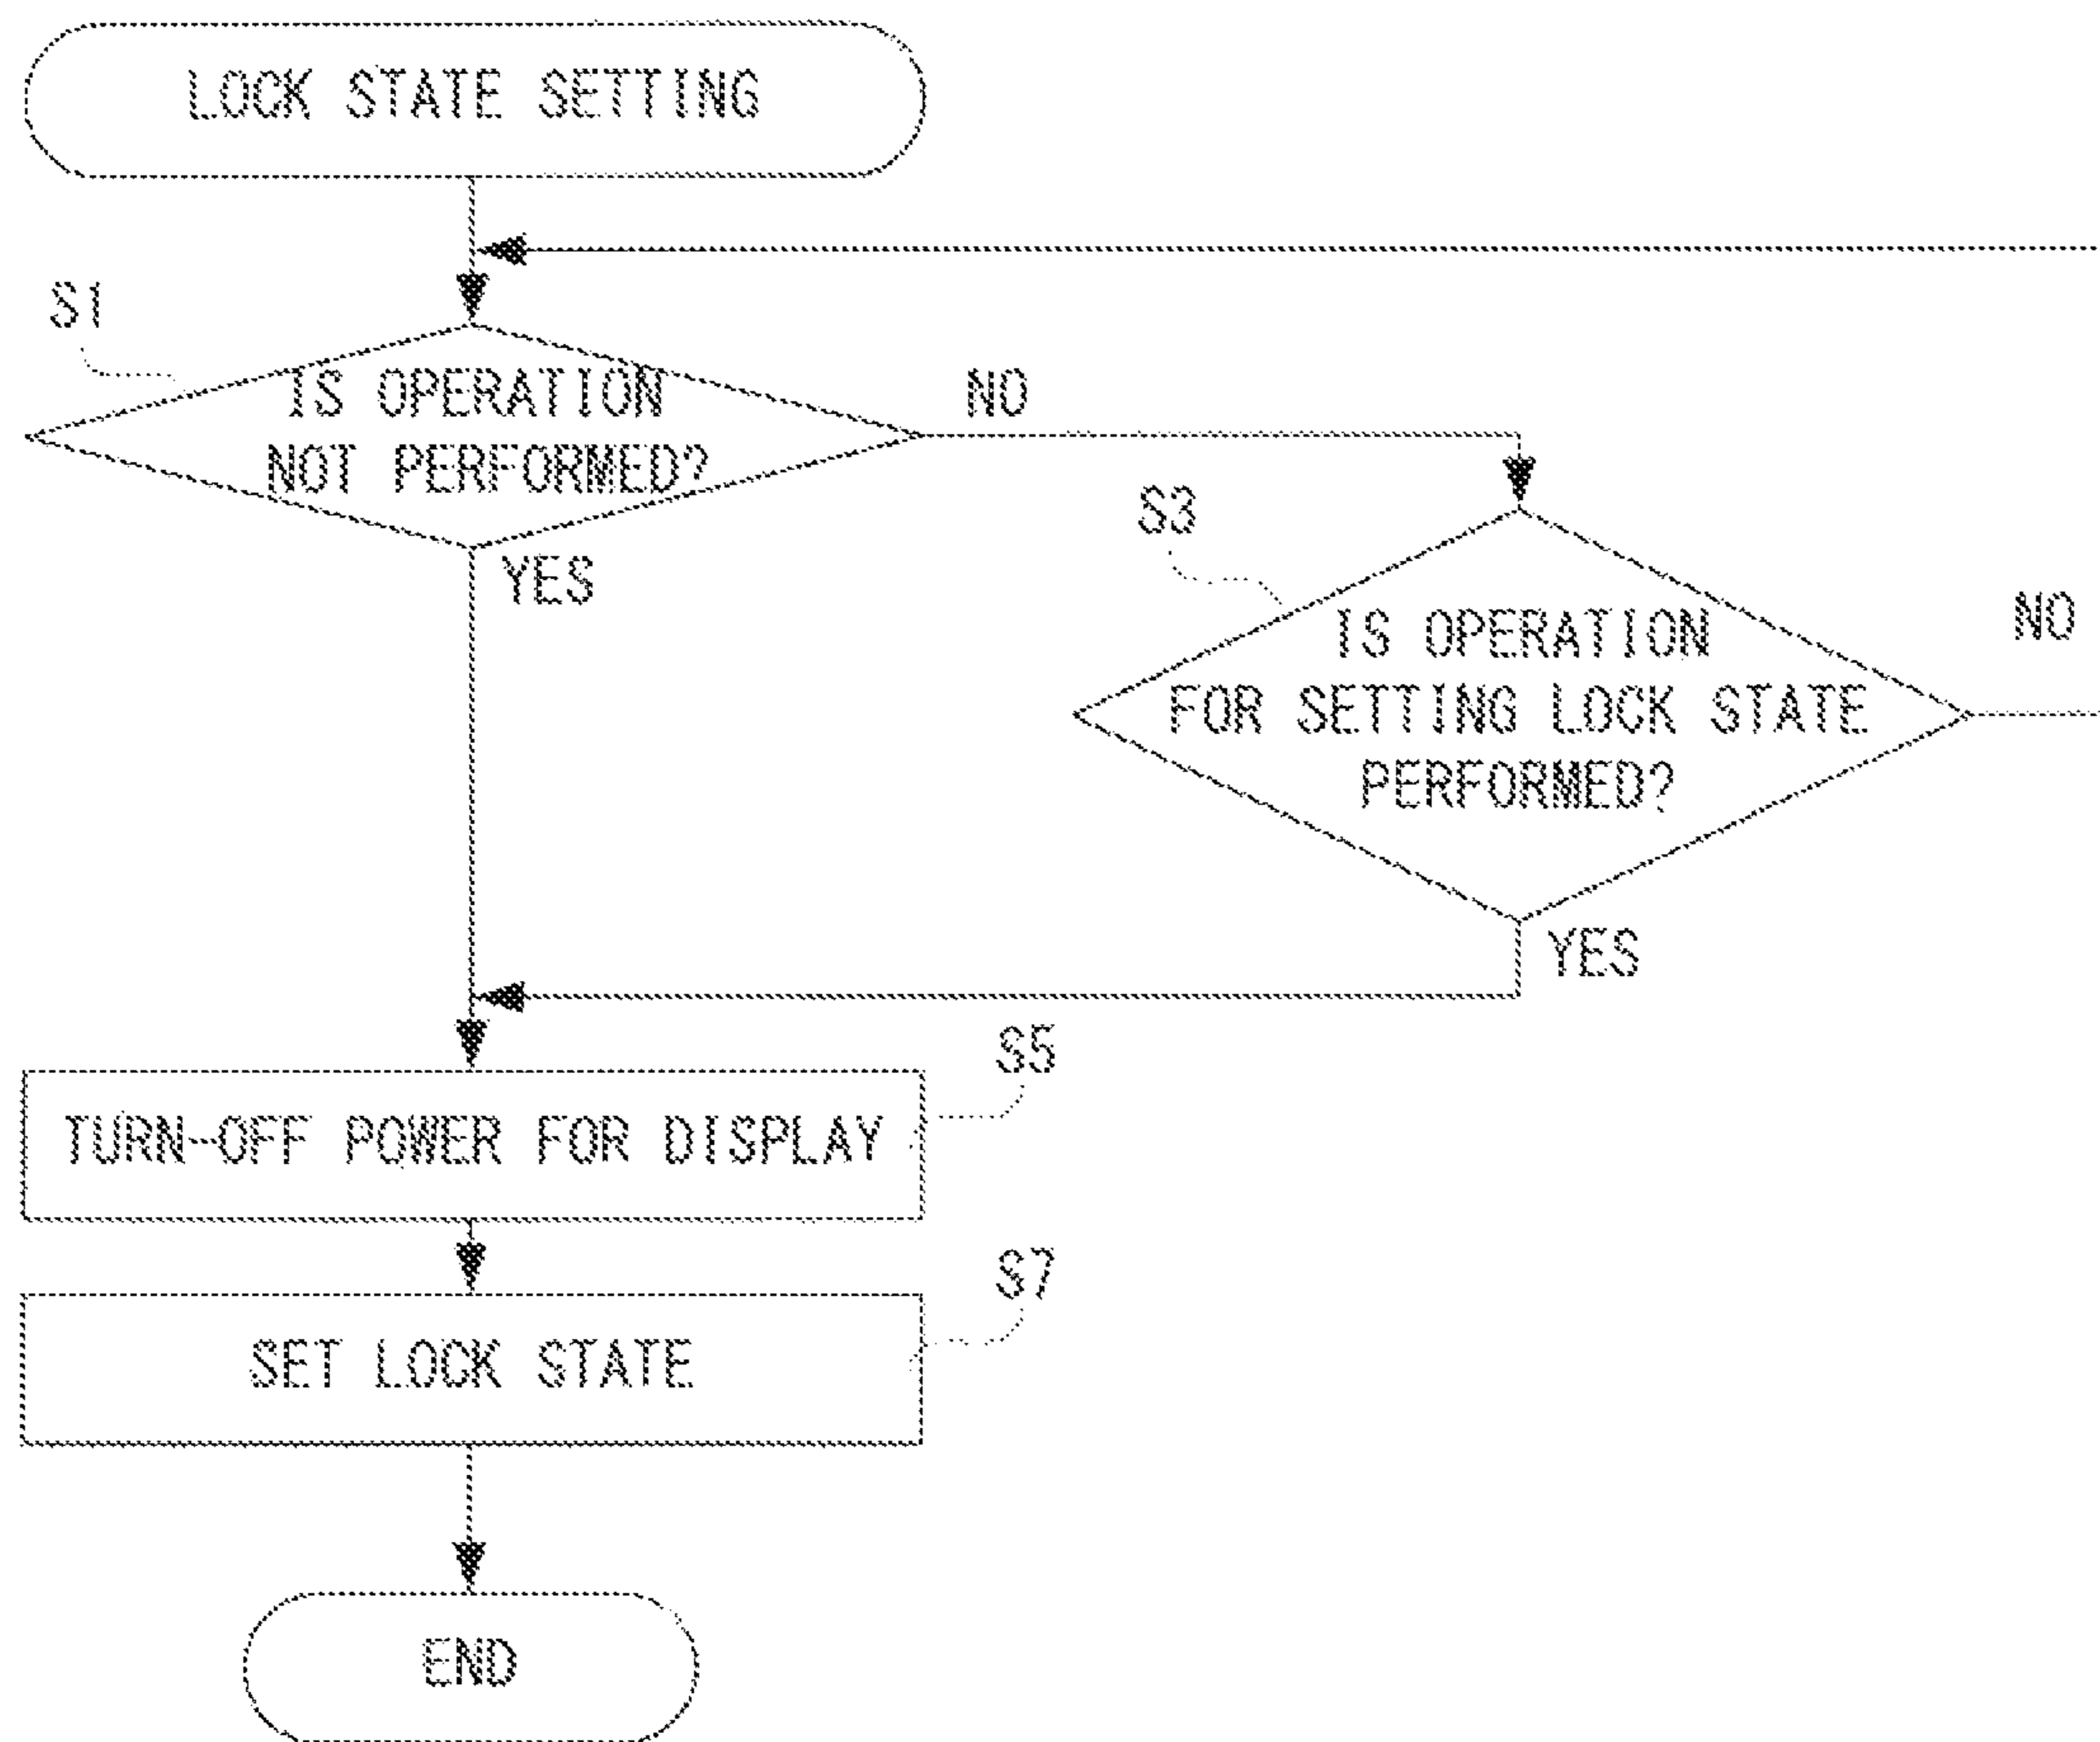 LOCK STATE SETTING
S1
IS OPERATION
NOT PERFORMED?
NO
YES
S3
IS OPERATION
FOR SETTING LOCK STATE
PERFORMED?
NO
YES
S5
TURN-OFF POWER FOR DISPLAY
S7
SET LOCK STATE
END